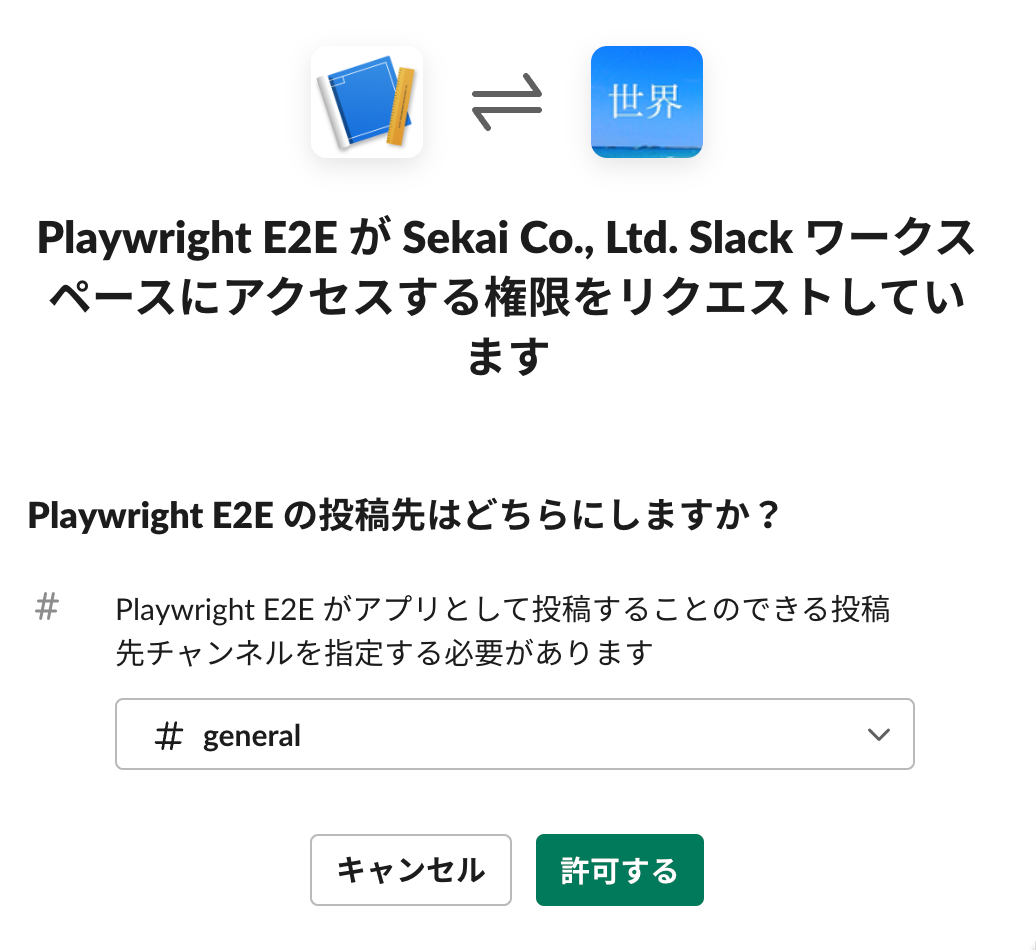 世界
Playwright E2E が Sekai Co., Ltd. Slack ワークス
ペースにアクセスする権限をリクエストしてい
ます
Playwright E2E の投稿先はどちらにしますか？
# Playwright E2E がアプリとして投稿することのできる投稿
先チャンネルを指定する必要があります
# general
キャンセル 許可する